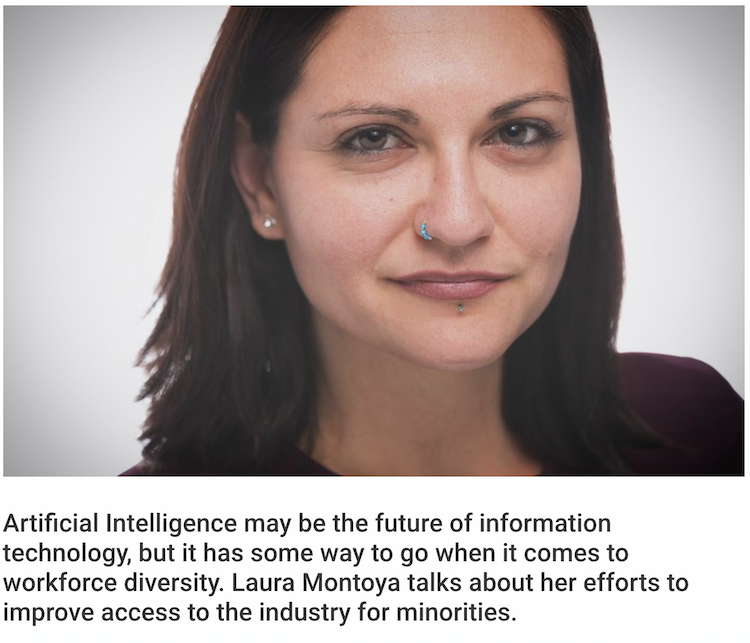 Artificial Intelligence may be the future of information
technology, but it has some way to go when it comes to
workforce diversity. Laura Montoya talks about her efforts to
improve access to the industry for minorities.